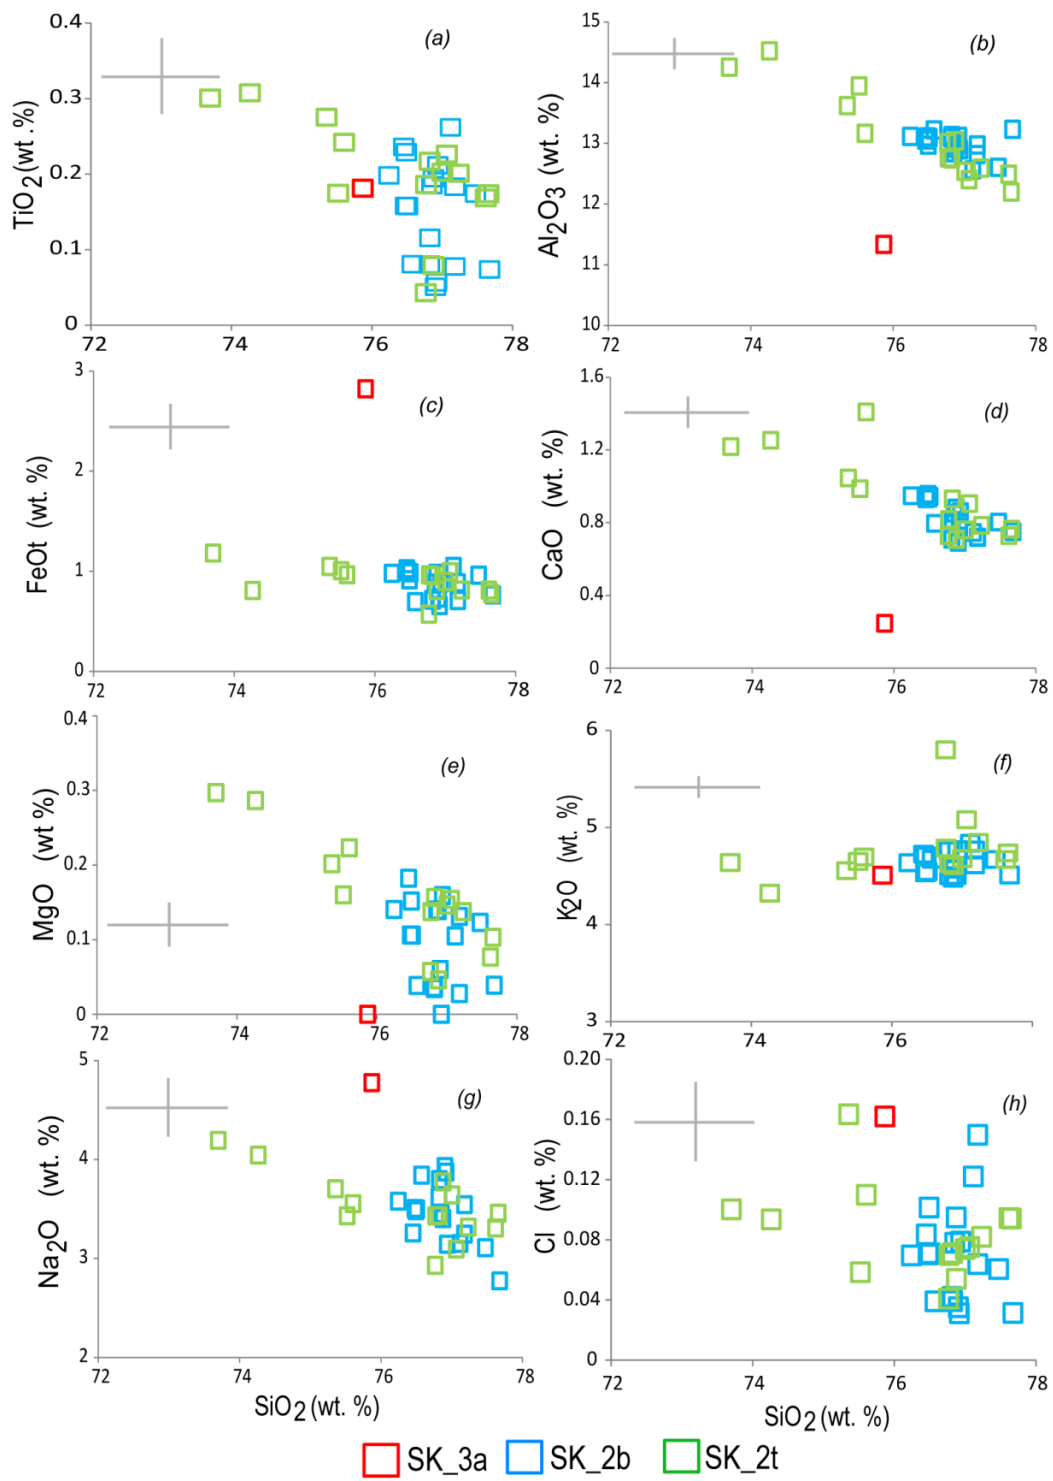 0.4
0.3
0.2
0.1
0
TiO2 (wt .%)
(a)
72 74 76 78
15
14
13
12
11
10
Al2O3 (wt. %)
(b)
72 74 76 78
3
2
1
0
FeOt (wt. %)
(c)
72 74 76 78
1.6
1.2
0.8
0.4
0
CaO (wt. %)
(d)
72 74 76 78
0.4
0.3
0.2
0.1
0
MgO (wt %)
(e)
72 74 76 78
6
5
4
3
K2O (wt. %)
(f)
72 74 76
5
4
3
2
Na2O (wt. %)
(g)
72 74 76 78
SiO2 (wt. %)
0.20
0.16
0.12
0.08
0.04
0
Cl (wt. %)
(h)
72 74 76 78
SiO2 (wt. %)
SK_3a SK_2b SK_2t